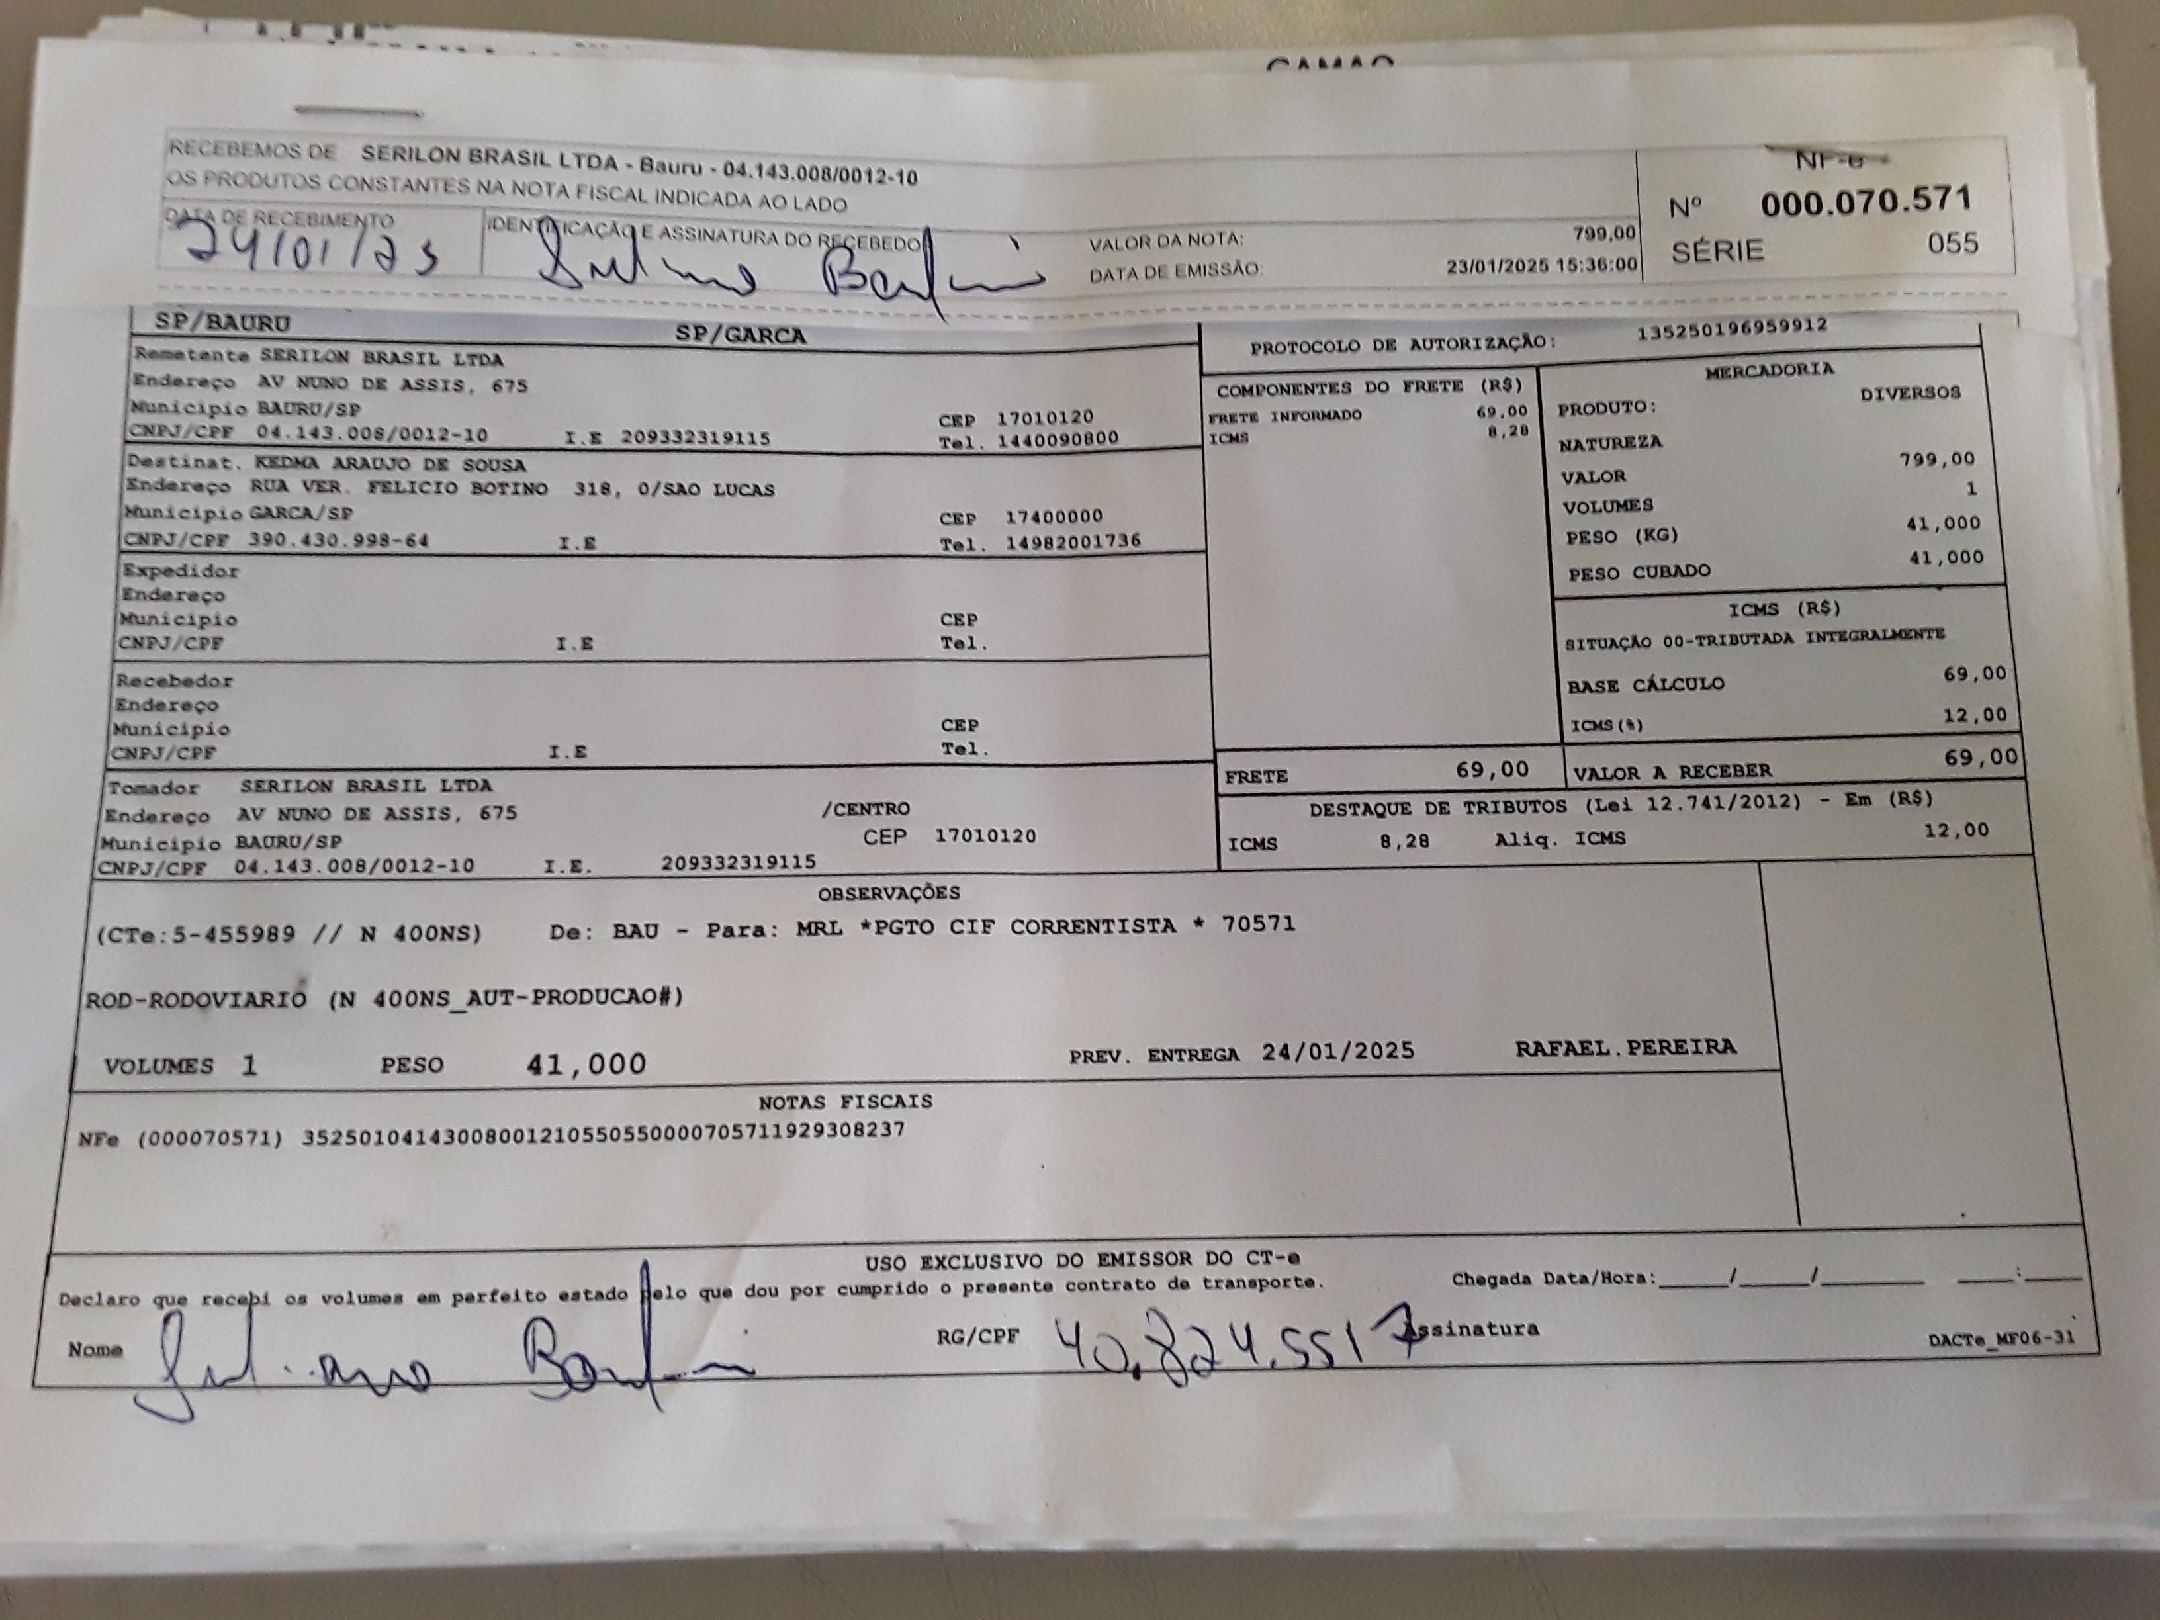 RECEBEMOS DE SERILON BRASIL LTDA - Bauru - 04.143.008/0012-10
OS PRODUTOS CONSTANTES NA NOTA FISCAL INDICADA AO LADO
DATA DE RECEBIMENTO
24/01/25
IDENTIFICAÇÃO E ASSINATURA DO RECEBEDO
VALOR DA NOTA: 799,00
DATA DE EMISSÃO: 23/01/2025 15:36:00
NF-e
Nº 000.070.571
SÉRIE 055
SP/BAURU SP/GARCA
Remetente SERILON BRASIL LTDA
Endereço AV NUNO DE ASSIS, 675
Municipio BAURU/SP CEP 17010120
CNPJ/CPF 04.143.008/0012-10 I.E 209332319115 Tel. 1440090800
Destinat. KEDMA ARAUJO DE SOUSA
Endereço RUA VER. FELICIO BOTINO 318, 0/SAO LUCAS
Municipio GARCA/SP CEP 17400000
CNPJ/CPF 390.430.998-64 I.E Tel. 14982001736
Expedidor
Endereço
Municipio CEP
CNPJ/CPF I.E Tel.
Recebedor
Endereço
Municipio CEP
CNPJ/CPF I.E Tel.
Tomador SERILON BRASIL LTDA
Endereço AV NUNO DE ASSIS, 675 /CENTRO
Municipio BAURU/SP CEP 17010120
CNPJ/CPF 04.143.008/0012-10 I.E. 209332319115
PROTOCOLO DE AUTORIZAÇÃO: 135250196959912
COMPONENTES DO FRETE (R$)
FRETE INFORMADO 69,00
ICMS 8,28
MERCADORIA
PRODUTO: DIVERSOS
NATUREZA
VALOR 799,00
VOLUMES 1
PESO (KG) 41,000
PESO CUBADO 41,000
ICMS (R$)
SITUAÇÃO 00-TRIBUTADA INTEGRALMENTE
BASE CÁLCULO 69,00
ICMS(%) 12,00
FRETE 69,00 VALOR A RECEBER 69,00
DESTAQUE DE TRIBUTOS (Lei 12.741/2012) - Em (R$)
ICMS 8,28 Aliq. ICMS 12,00
OBSERVAÇÕES
(CTe:5-455989 // N 400NS) De: BAU - Para: MRL *PGTO CIF CORRENTISTA * 70571
ROD-RODOVIARIO (N 400NS_AUT-PRODUCAO#)
VOLUMES 1 PESO 41,000 PREV. ENTREGA 24/01/2025 RAFAEL.PEREIRA
NOTAS FISCAIS
NFe (000070571) 35250104143008001210550550000705711929308237
USO EXCLUSIVO DO EMISSOR DO CT-e
Declaro que recebi os volumes em perfeito estado pelo que dou por cumprido o presente contrato de transporte. Chegada Data/Hora:____/____/______ ___:___
Nome Juliano RG/CPF 40.824.551 7 Assinatura
DACTe_MF06-31